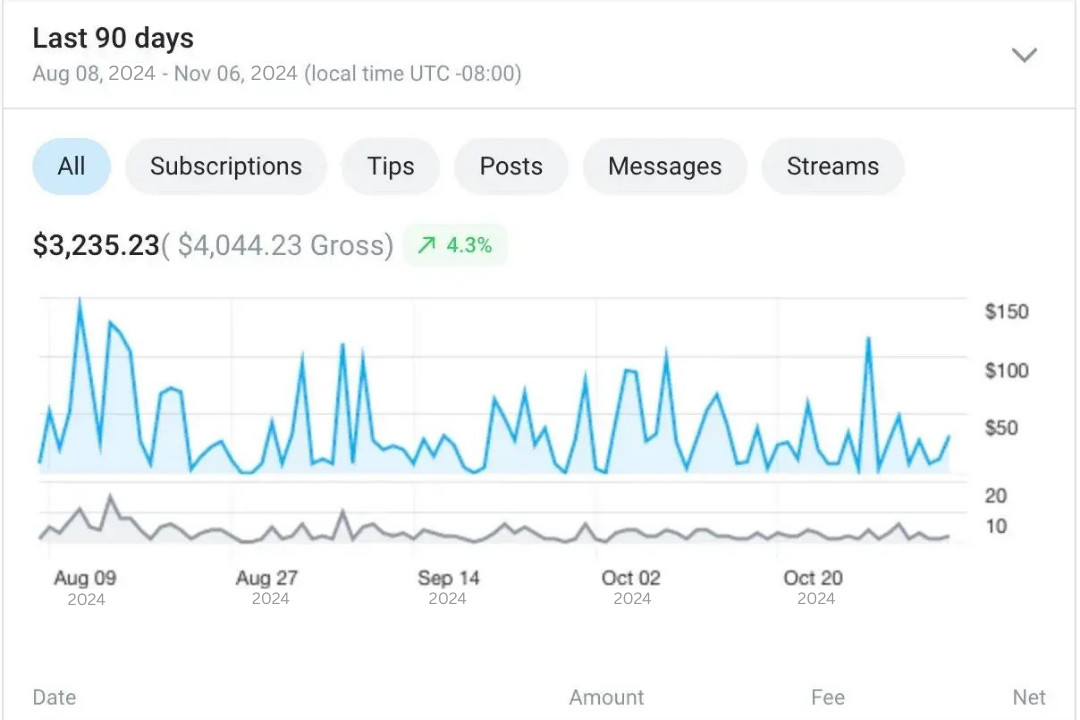 Last 90 days
Aug 08, 2024 - Nov 06, 2024 (local time UTC -08:00)
All Subscriptions Tips Posts Messages Streams
$3,235.23( $4,044.23 Gross) 4.3%
$150
$100
$50
20
10
Aug 09 Aug 27 Sep 14 Oct 02 Oct 20
2024 2024 2024 2024 2024
Date Amount Fee Net